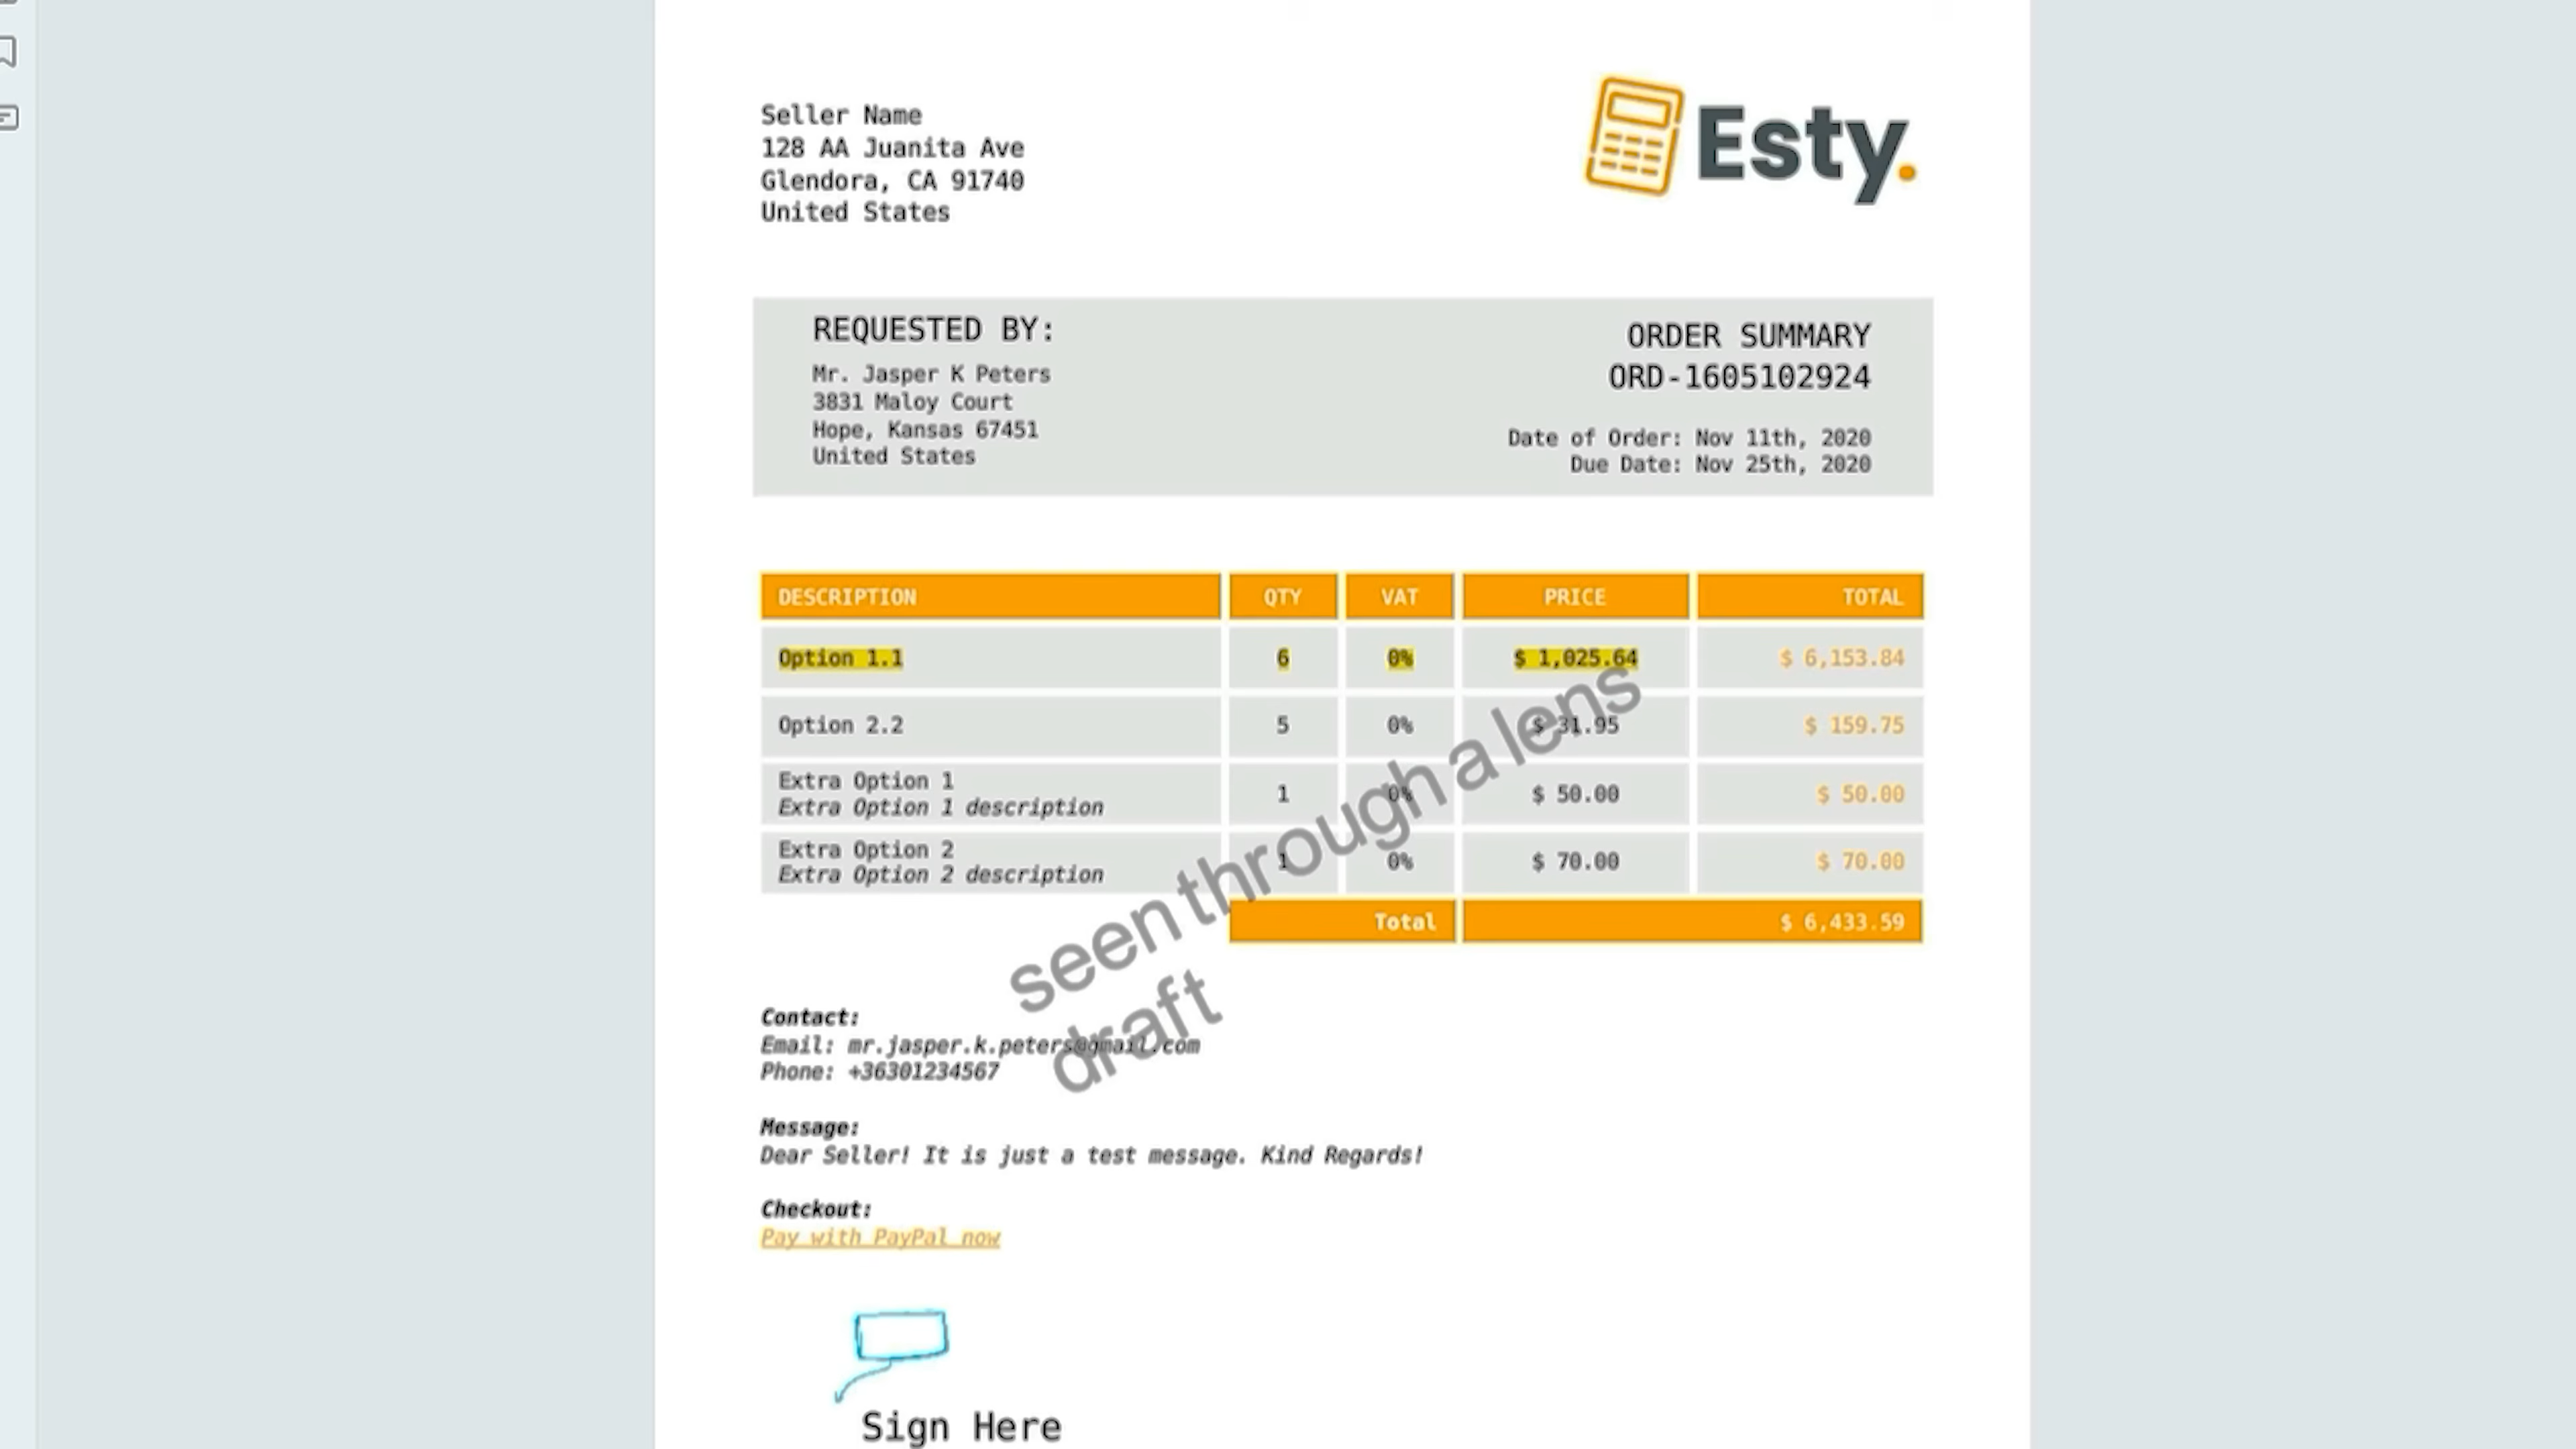 Seller Name
128 AA Juanita Ave
Glendora, CA 91740
United States
Esty.
REQUESTED BY:
Mr. Jasper K Peters
3831 Maloy Court
Hope, Kansas 67451
United States
ORDER SUMMARY
ORD-1605102924
Date of Order: Nov 11th, 2020
Due Date: Nov 25th, 2020
DESCRIPTION QTY VAT PRICE TOTAL
Option 1.1 6 0% $ 1,025.64 $ 6,153.84
Option 2.2 5 0% $ 31.95 $ 159.75
Extra Option 1
Extra Option 1 description 1 0% $ 50.00 $ 50.00
Extra Option 2
Extra Option 2 description 1 0% $ 70.00 $ 70.00
Total $ 6,433.59
seen through a lens
draft
Contact:
Email: mr.jasper.k.peters@gmail.com
Phone: +36301234567
Message:
Dear Seller! It is just a test message. Kind Regards!
Checkout:
Pay with PayPal now
Sign Here